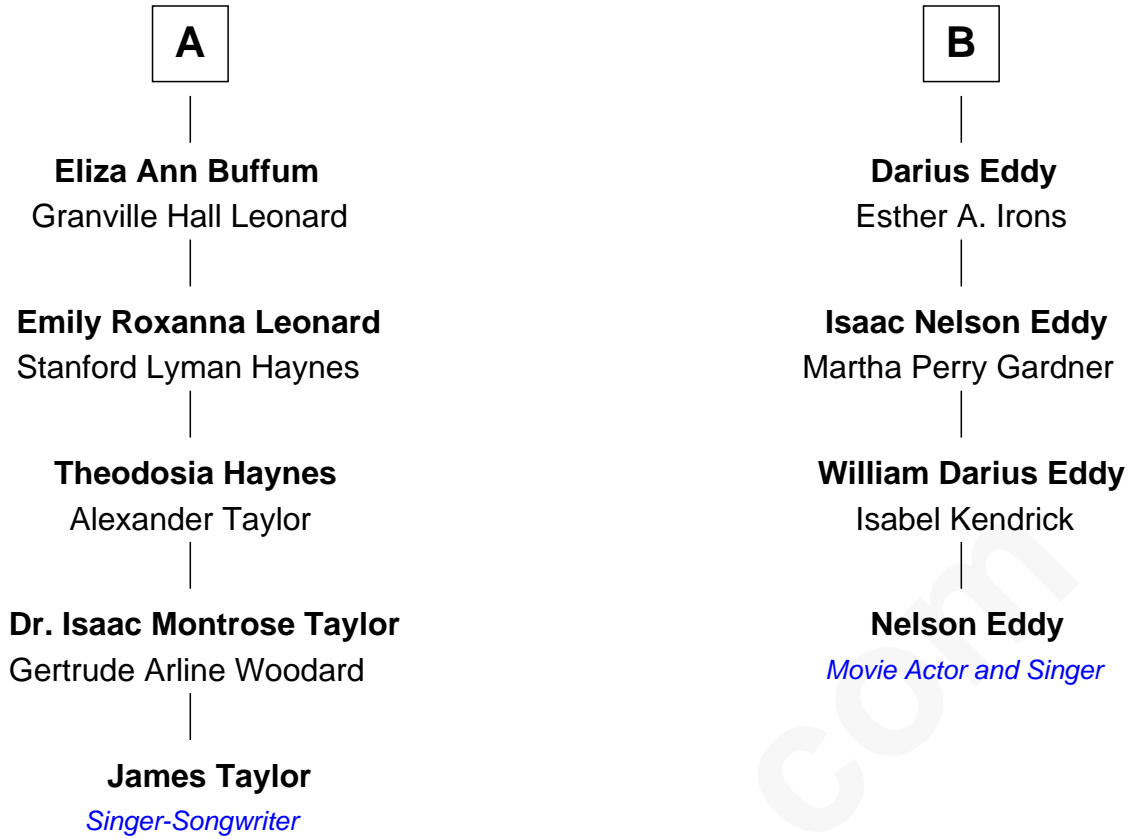 A
Eliza Ann Buffum
Granville Hall Leonard
Emily Roxanna Leonard
Stanford Lyman Haynes
Theodosia Haynes
Alexander Taylor
Dr. Isaac Montrose Taylor
Gertrude Arline Woodard
James Taylor
Singer-Songwriter
B
Darius Eddy
Esther A. Irons
Isaac Nelson Eddy
Martha Perry Gardner
William Darius Eddy
Isabel Kendrick
Nelson Eddy
Movie Actor and Singer
com